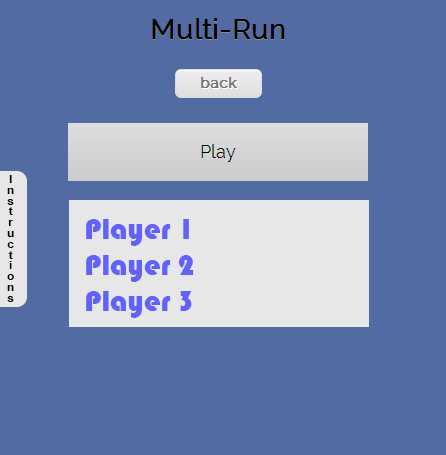 Multi-Run
back
Play
Instructions
Player 1
Player 2
Player 3